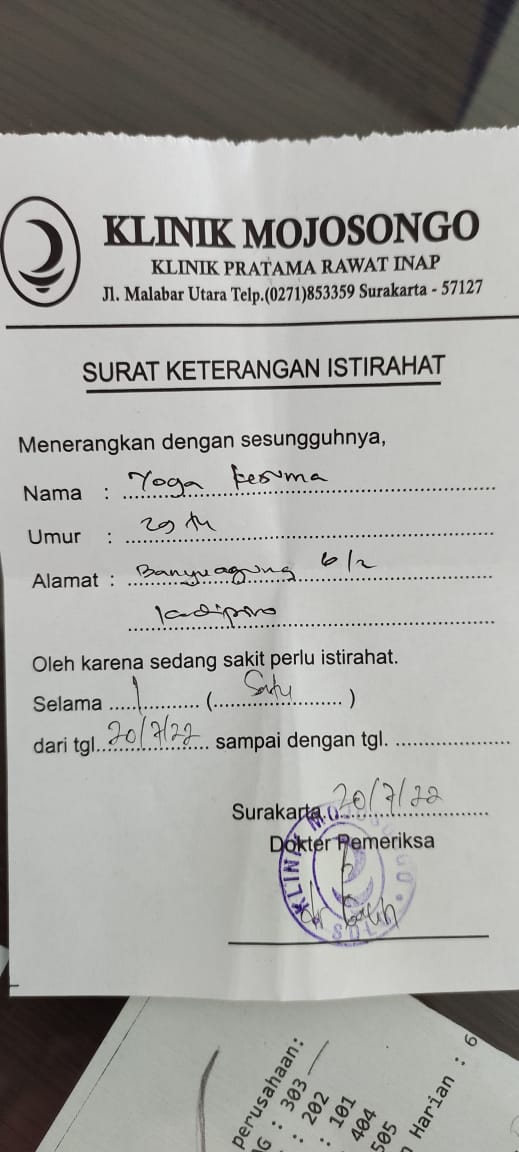 KLINIK MOJOSONGO
KLINIK PRATAMA RAWAT INAP
Jl. Malabar Utara Telp.(0271)853359 Surakarta - 57127
SURAT KETERANGAN ISTIRAHAT
Menerangkan dengan sesungguhnya,
Nama : Yoga Kesuma
Umur : 29 th
Alamat : Banyuagung 6/2
Kadipiro
Oleh karena sedang sakit perlu istirahat.
Selama 1 (Satu)
dari tgl. 20/7/22 sampai dengan tgl.
Surakarta, 20/7/22
Dokter Pemeriksa
KLINIK MOJOSONGO
dr
perusahaan:
G : 303
: 202
: 101
404
505
Harian : 6